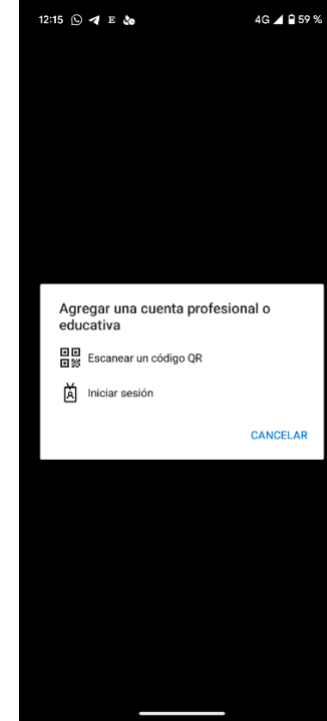 12:15 E 4G 59 %
Agregar una cuenta profesional o
educativa
Escanear un código QR
A Iniciar sesión
CANCELAR